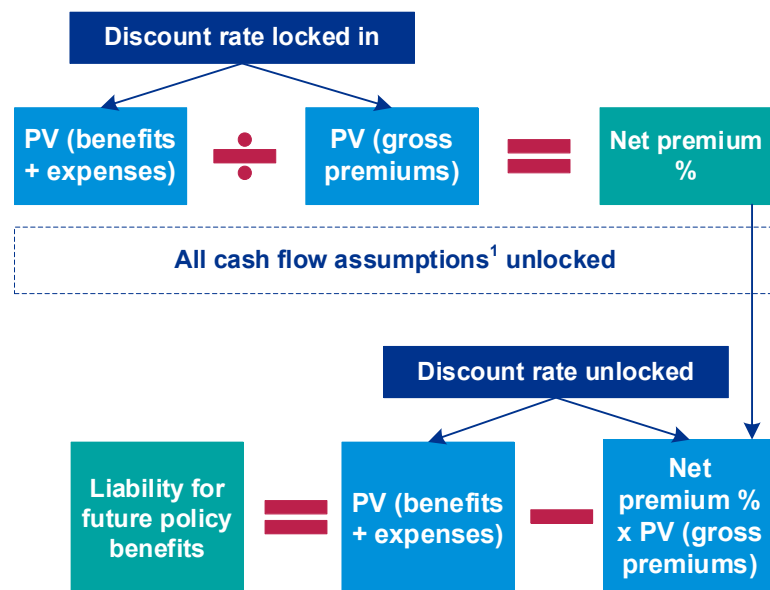 Discount rate locked in
PV (benefits
+ expenses)
÷
PV (gross
premiums)
=
Net premium
%
All cash flow assumptions¹ unlocked
Discount rate unlocked
Liability for
future policy
benefits
=
PV (benefits
+ expenses)
−
Net
premium %
x PV (gross
premiums)